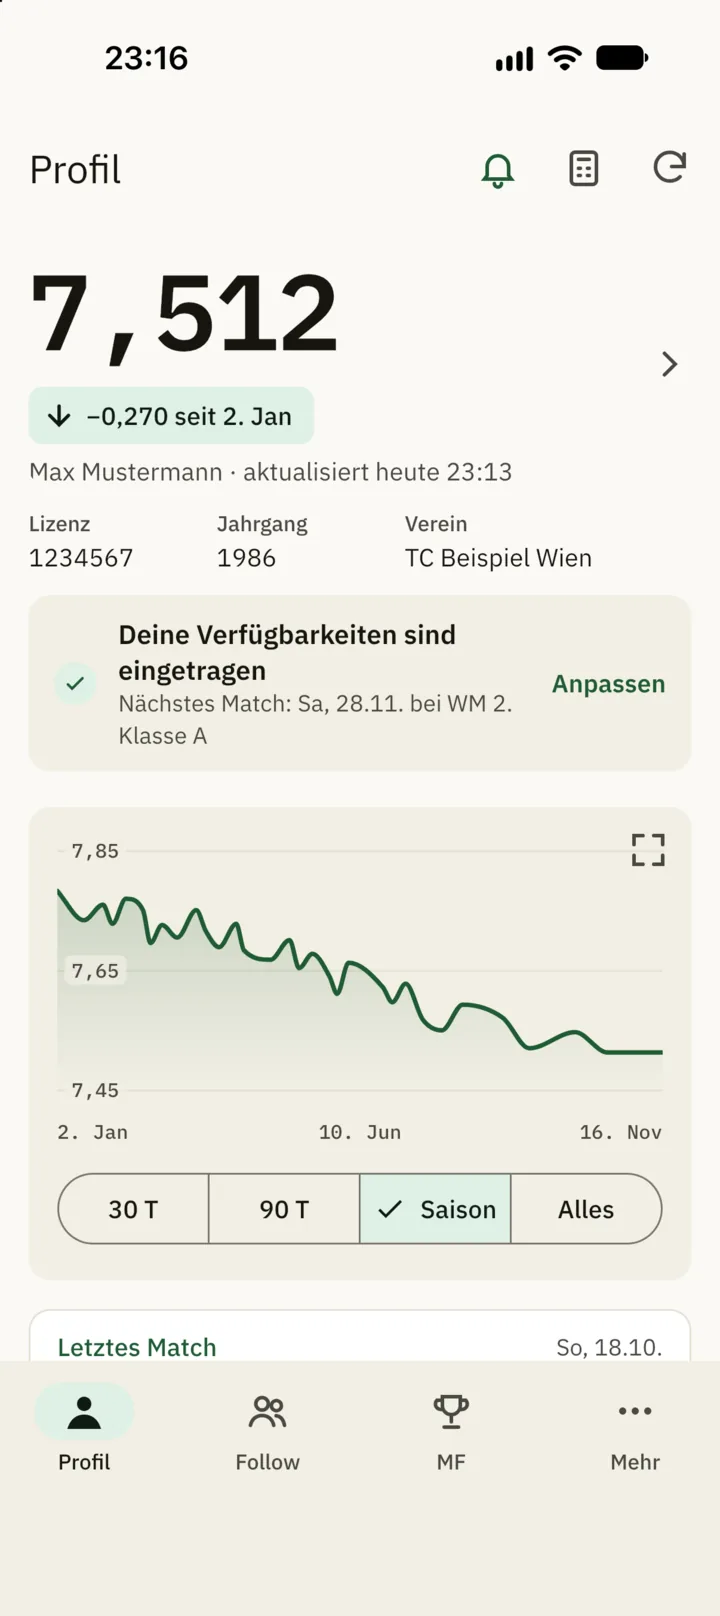 23:16
Profil
7,512
−0,270 seit 2. Jan
Max Mustermann · aktualisiert heute 23:13
Lizenz Jahrgang Verein
1234567 1986 TC Beispiel Wien
Deine Verfügbarkeiten sind
eingetragen
Nächstes Match: Sa, 28.11. bei WM 2.
Klasse A
Anpassen
7,85
7,65
7,45
2. Jan 10. Jun 16. Nov
30 T 90 T Saison Alles
Letztes Match So, 18.10.
Profil Follow MF Mehr